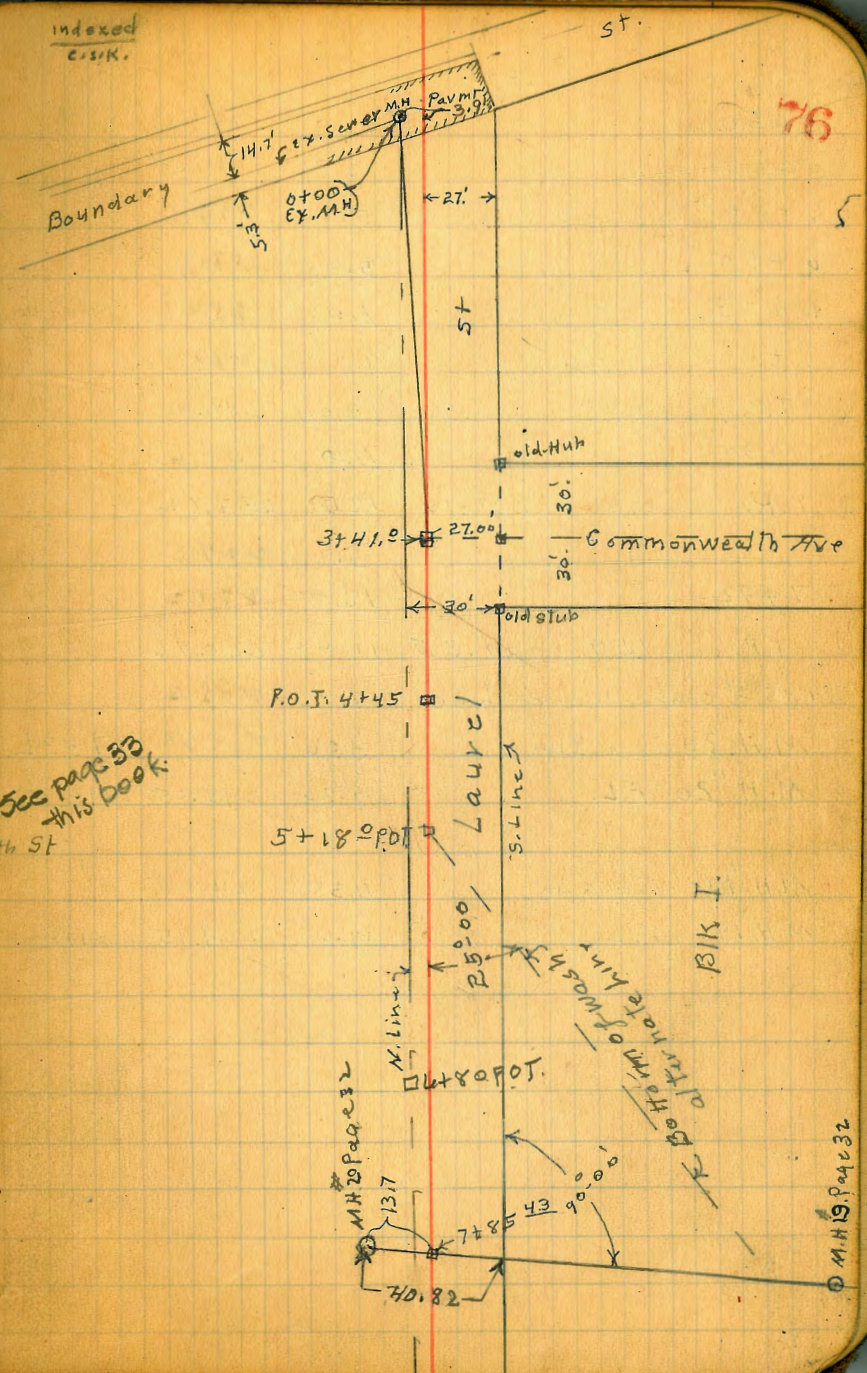 Indexed
C.S.K.
St.
76
14.7'
Ex. Sewer
M.H.
Pavmt
3.9
0+00
Boundary
5.3'
27.'
St
old Hub
30.'
3+41.0
27.00'
Commonwealth Ave
30.'
30'
old stub
P.O.T. 4+45
Laurel
See page 33
this book.
S. Line
5+81
St
25.00
Blk I.
Bottom of wash
alternate line
N. Line
6+80 P.O.T.
M.H. #20 Page 32
13.7
7+85 43
90°-00'
M.H #19. Page 32
40.82